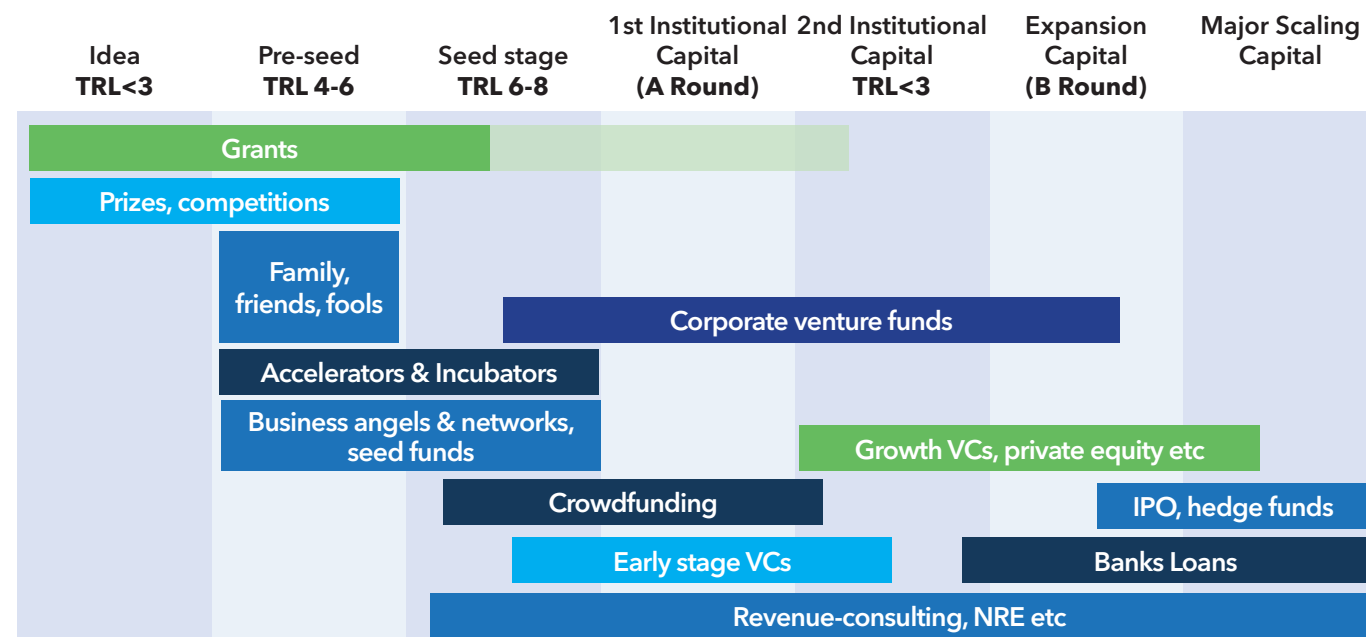 Idea
TRL<3
Pre-seed
TRL 4-6
Seed stage
TRL 6-8
1st Institutional
Capital
(A Round)
2nd Institutional
Capital
TRL<3
Expansion
Capital
(B Round)
Major Scaling
Capital
Grants
Prizes, competitions
Family,
friends, fools
Corporate venture funds
Accelerators & Incubators
Business angels & networks,
seed funds
Growth VCs, private equity etc
Crowdfunding
IPO, hedge funds
Early stage VCs
Banks Loans
Revenue-consulting, NRE etc